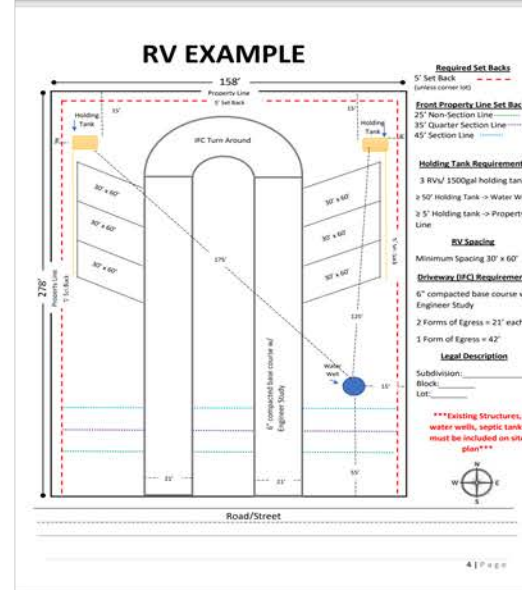 RV EXAMPLE
158'
Property Line
5' Set Back
15'
15'
Holding
Tank
Holding
Tank
IFC Turn Around
30' x 60'
30' x 60'
30' x 60'
30' x 60'
30' x 60'
30' x 60'
175'
125'
278'
Property Line
5' Set Back
5' Set Back
6" compacted base course w/
Engineer Study
Water
Well
15'
55'
21'
21'
Road/Street
Required Set Backs
5' Set Back
(unless corner lot)
Front Property Line Set Bac
25' Non-Section Line
35' Quarter Section Line
45' Section Line
Holding Tank Requirement
3 RVs/ 1500gal holding tan
≥ 50' Holding Tank -> Water W
≥ 5' Holding tank -> Propert
Line
RV Spacing
Minimum Spacing 30' x 60'
Driveway (IFC) Requiremen
6" compacted base course w
Engineer Study
2 Forms of Egress = 21' each
1 Form of Egress = 42'
Legal Description
Subdivision:
Block:
Lot:
***Existing Structures,
water wells, septic tank
must be included on sit
plan***
N
W E
S
4 | Page